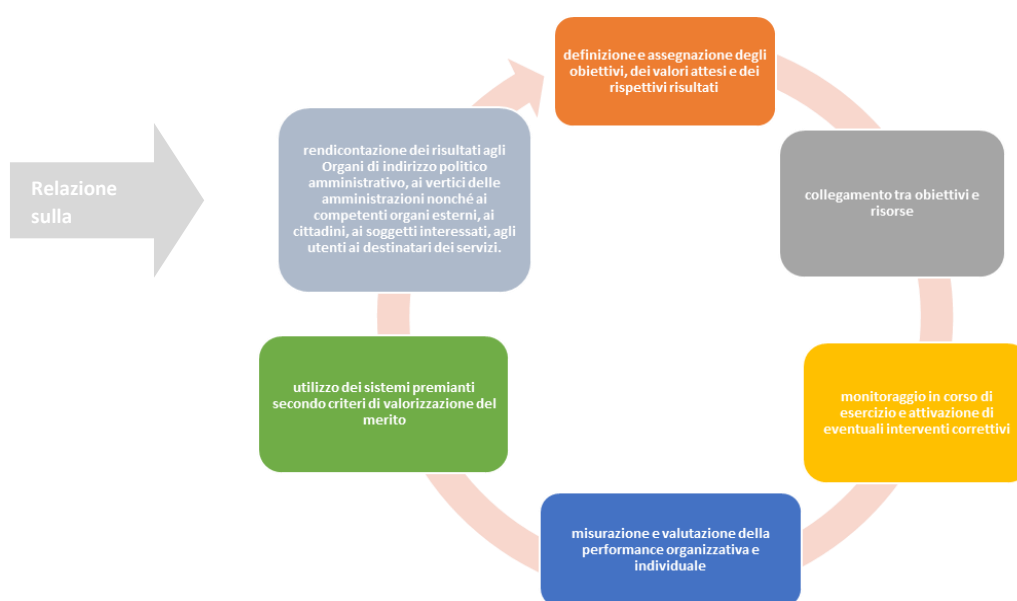 definizione e assegnazione degli
obiettivi, dei valori attesi e dei
rispettivi risultati
rendicontazione dei risultati agli
Organi di indirizzo politico
amministrativo, ai vertici delle
amministrazioni nonché ai
competenti organi esterni, ai
cittadini, ai soggetti interessati, agli
utenti ai destinatari dei servizi.
Relazione
sulla
collegamento tra obiettivi e
risorse
utilizzo dei sistemi premianti
secondo criteri di valorizzazione del
merito
monitoraggio in corso di
esercizio e attivazione di
eventuali interventi correttivi
misurazione e valutazione della
performance organizzativa e
individuale